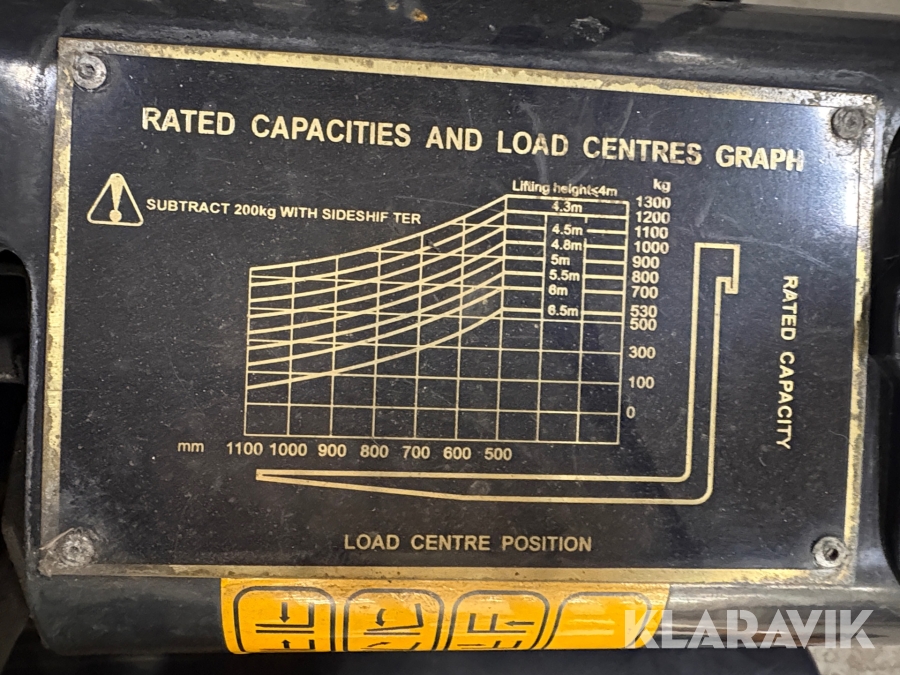 RATED CAPACITIES AND LOAD CENTRES GRAPH
SUBTRACT 200kg WITH SIDESHIF TER
Lifting height≤4m
kg
1300
4.3m
1200
4.5m
1100
4.8m
1000
5m
900
5.5m
800
6m
700
6.5m
530
500
300
100
0
RATED CAPACITY
mm 1100 1000 900 800 700 600 500
LOAD CENTRE POSITION
KLARAVIK